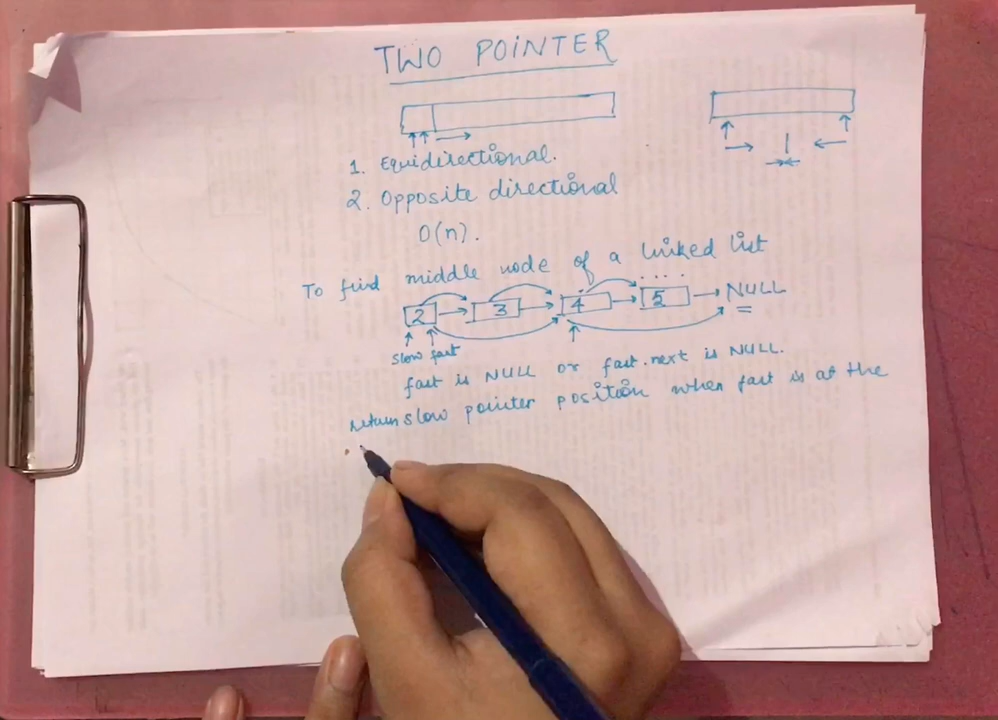 TWO POINTER
1. Equidirectional.
2. Opposite directional
O(n).
To find middle node of a linked list
2 3 4 5 NULL
slow fast
fast is NULL or fast.next is NULL.
return slow pointer position when fast is at the